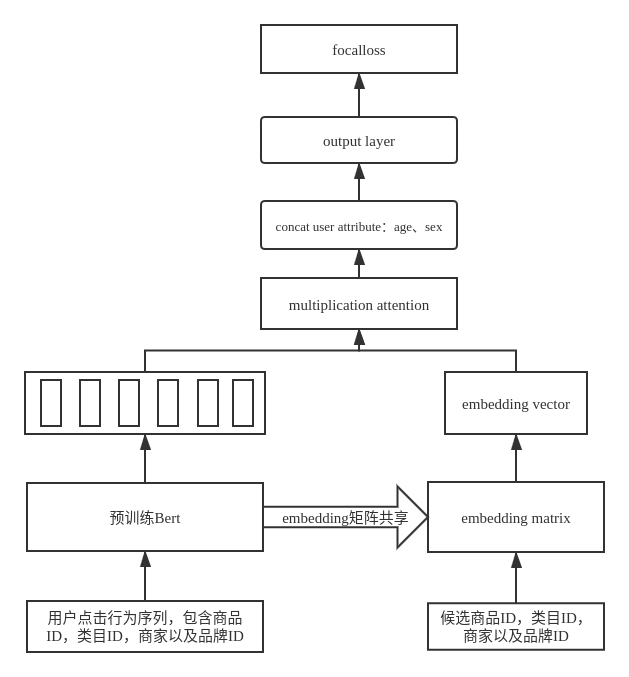 focalloss
output layer
concat user attribute：age、sex
multiplication attention
embedding vector
预训练Bert
embedding矩阵共享
embedding matrix
用户点击行为序列，包含商品
ID，类目ID，商家以及品牌ID
候选商品ID，类目ID，
商家以及品牌ID